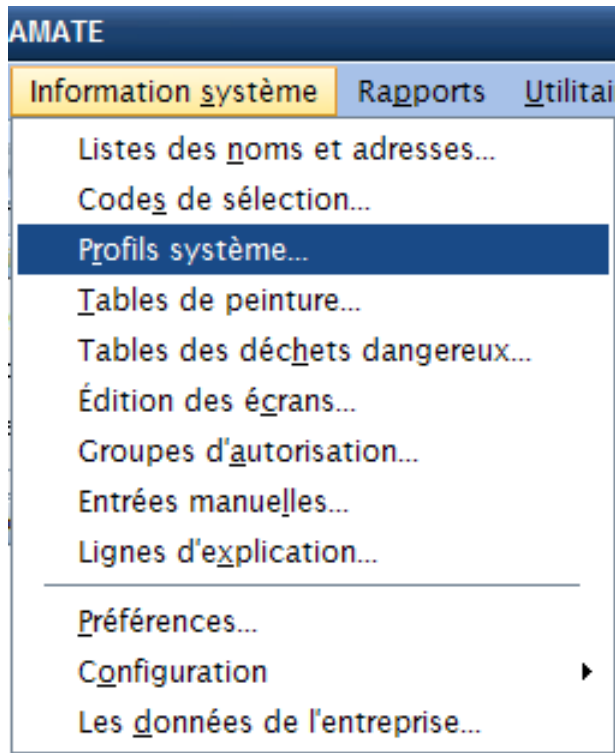 AMATE
Information système Rapports Utilitai
Listes des noms et adresses...
Codes de sélection...
Profils système...
Tables de peinture...
Tables des déchets dangereux...
Édition des écrans...
Groupes d'autorisation...
Entrées manuelles...
Lignes d'explication...
Préférences...
Configuration
Les données de l'entreprise...